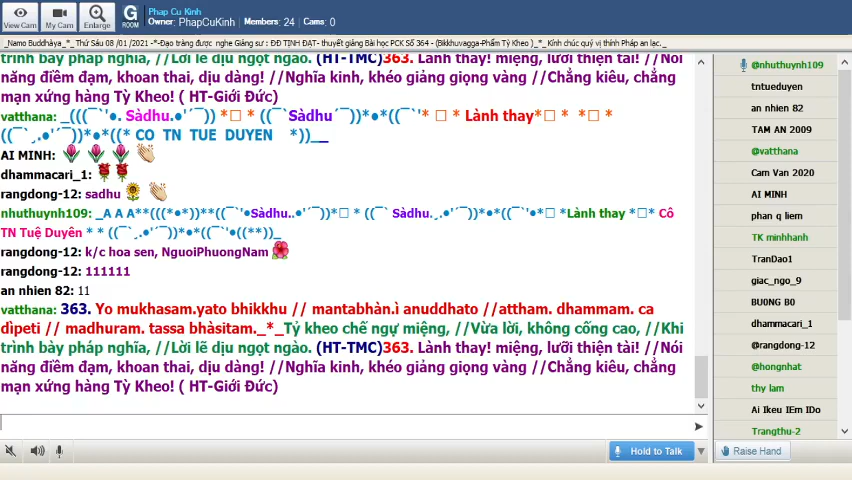 Phap Cu Kinh
Owner: PhapCuKinh | Members: 24 | Cams: 0
View Cam
My Cam
Enlarge
G
ROOM
_Namo Buddhàya_*_ Thứ Sáu 08 /01 /2021 -*-Đạo tràng được nghe Giảng sư : ĐĐ TỊNH ĐẠT- thuyết giảng Bài học PCK Số 364 - (Bikkhuvagga-Phẩm Tỳ Kheo )_*_ Kính chúc quý vị thính Pháp an lạc._
trình bày pháp nghĩa, //Lời lẽ dịu ngọt ngào. (HT-TMC)363. Lành thay! miệng, lưỡi thiện tài! //Nói
năng điềm đạm, khoan thai, dịu dàng! //Nghĩa kinh, khéo giảng giọng vàng //Chẳng kiêu, chẳng
mạn xứng hàng Tỳ Kheo! ( HT-Giới Đức)
vatthana: _(((¯`'•. Sàdhu.•'´¯)) *□ * ((¯`Sàdhu´¯))*•*((¯`'* □ * Lành thay*□ * *□ *
((¯`ˏ.•'´¯))*•*((* CO TN TUE DUYEN *))__
AI MINH:
dhammacari_1:
rangdong-12: sadhu
nhuthuynh109: _A A A**(((*•*))**((¯`'•Sàdhu..•'´¯))*□ * ((¯` Sàdhu.ˏ.•'´¯))*•*((¯`'•*□ *Lành thay *□* Cô
TN Tuệ Duyên * * ((¯`ˏ.•'´¯))*•*((¯`'•((**))_
rangdong-12: k/c hoa sen, NguoiPhuongNam
rangdong-12: 111111
an nhien 82: 11
vatthana: 363. Yo mukhasam.yato bhikkhu // mantabhàn.ì anuddhato //attham. dhammam. ca
dìpeti // madhuram. tassa bhàsitam._*_Tỷ kheo chế ngự miệng, //Vừa lời, không cống cao, //Khi
trình bày pháp nghĩa, //Lời lẽ dịu ngọt ngào. (HT-TMC)363. Lành thay! miệng, lưỡi thiện tài! //Nói
năng điềm đạm, khoan thai, dịu dàng! //Nghĩa kinh, khéo giảng giọng vàng //Chẳng kiêu, chẳng
mạn xứng hàng Tỳ Kheo! ( HT-Giới Đức)
@nhuthuynh109
tntueduyen
an nhien 82
TAM AN 2009
@vatthana
Cam Van 2020
AI MINH
phan q liem
TK minhhanh
TranDao1
giac_ngo_9
BU0NG B0
dhammacari_1
@rangdong-12
@hongnhat
thy lam
Ai Ikeu IEm IDo
Trangthu-2
Hold to Talk
Raise Hand